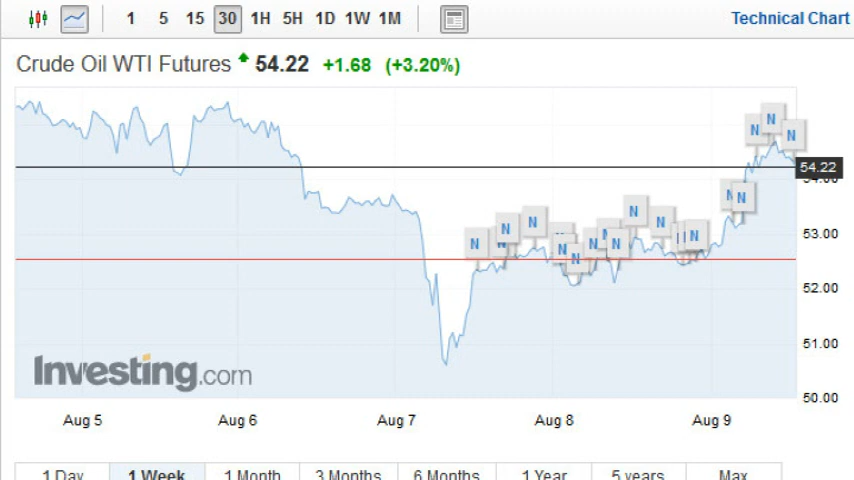 1 5 15 30 1H 5H 1D 1W 1M Technical Chart
Crude Oil WTI Futures 54.22 +1.68 (+3.20%)
N N N
54.22
54.00
N N
N N N N N N N N N N N N N N
53.00
52.00
51.00
Investing.com
50.00
Aug 5 Aug 6 Aug 7 Aug 8 Aug 9
1 Day 1 Week 1 Month 3 Months 6 Months 1 Year 5 years Max